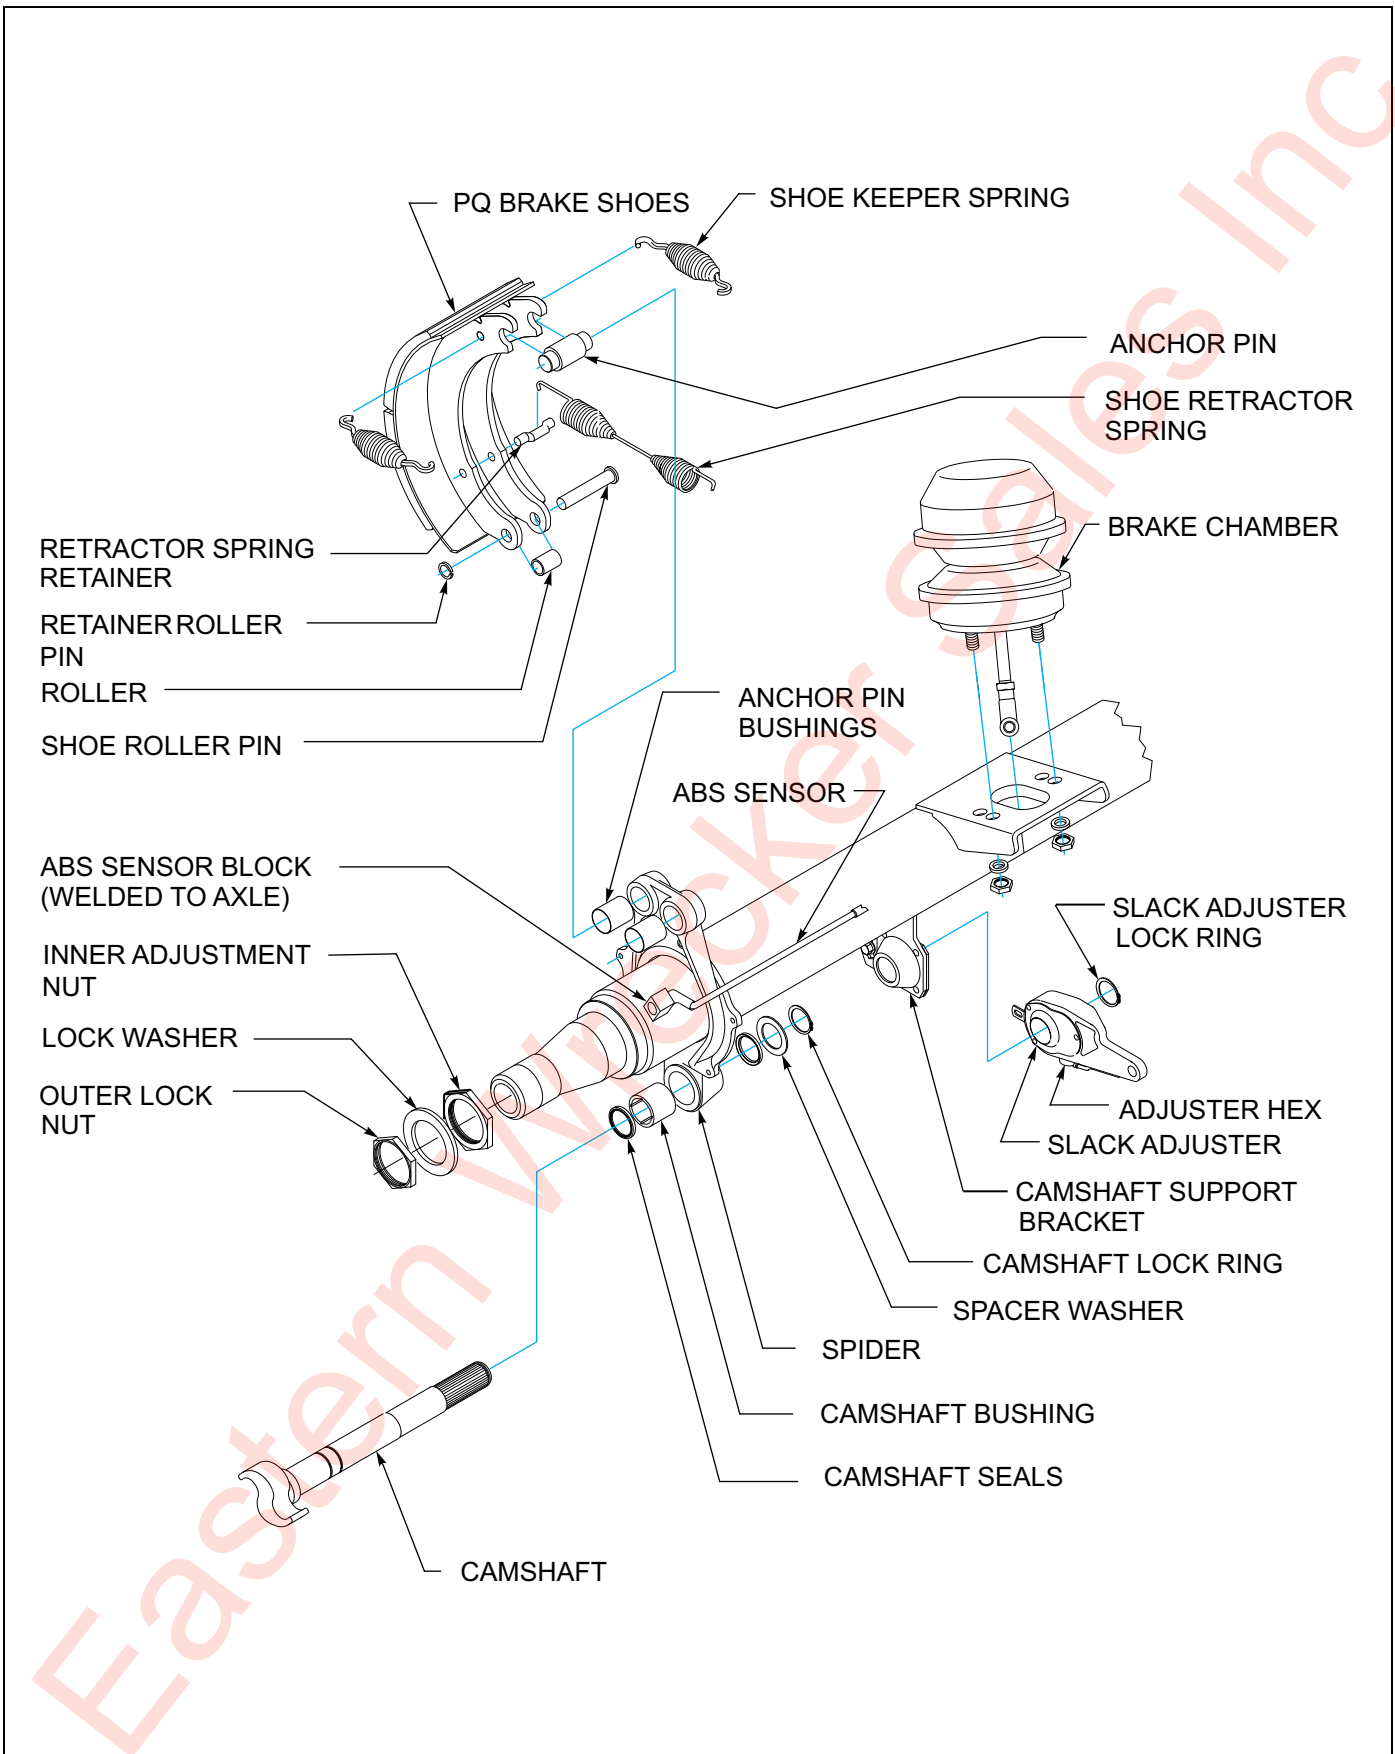 PQ BRAKE SHOES
SHOE KEEPER SPRING
ANCHOR PIN
SHOE RETRACTOR
SPRING
BRAKE CHAMBER
RETRACTOR SPRING
RETAINER
RETAINER ROLLER
PIN
ROLLER
SHOE ROLLER PIN
ANCHOR PIN
BUSHINGS
ABS SENSOR
ABS SENSOR BLOCK
(WELDED TO AXLE)
SLACK ADJUSTER
LOCK RING
INNER ADJUSTMENT
NUT
LOCK WASHER
OUTER LOCK
NUT
ADJUSTER HEX
SLACK ADJUSTER
CAMSHAFT SUPPORT
BRACKET
CAMSHAFT LOCK RING
SPACER WASHER
SPIDER
CAMSHAFT BUSHING
CAMSHAFT SEALS
CAMSHAFT
Eastern Wrecker Sales Inc